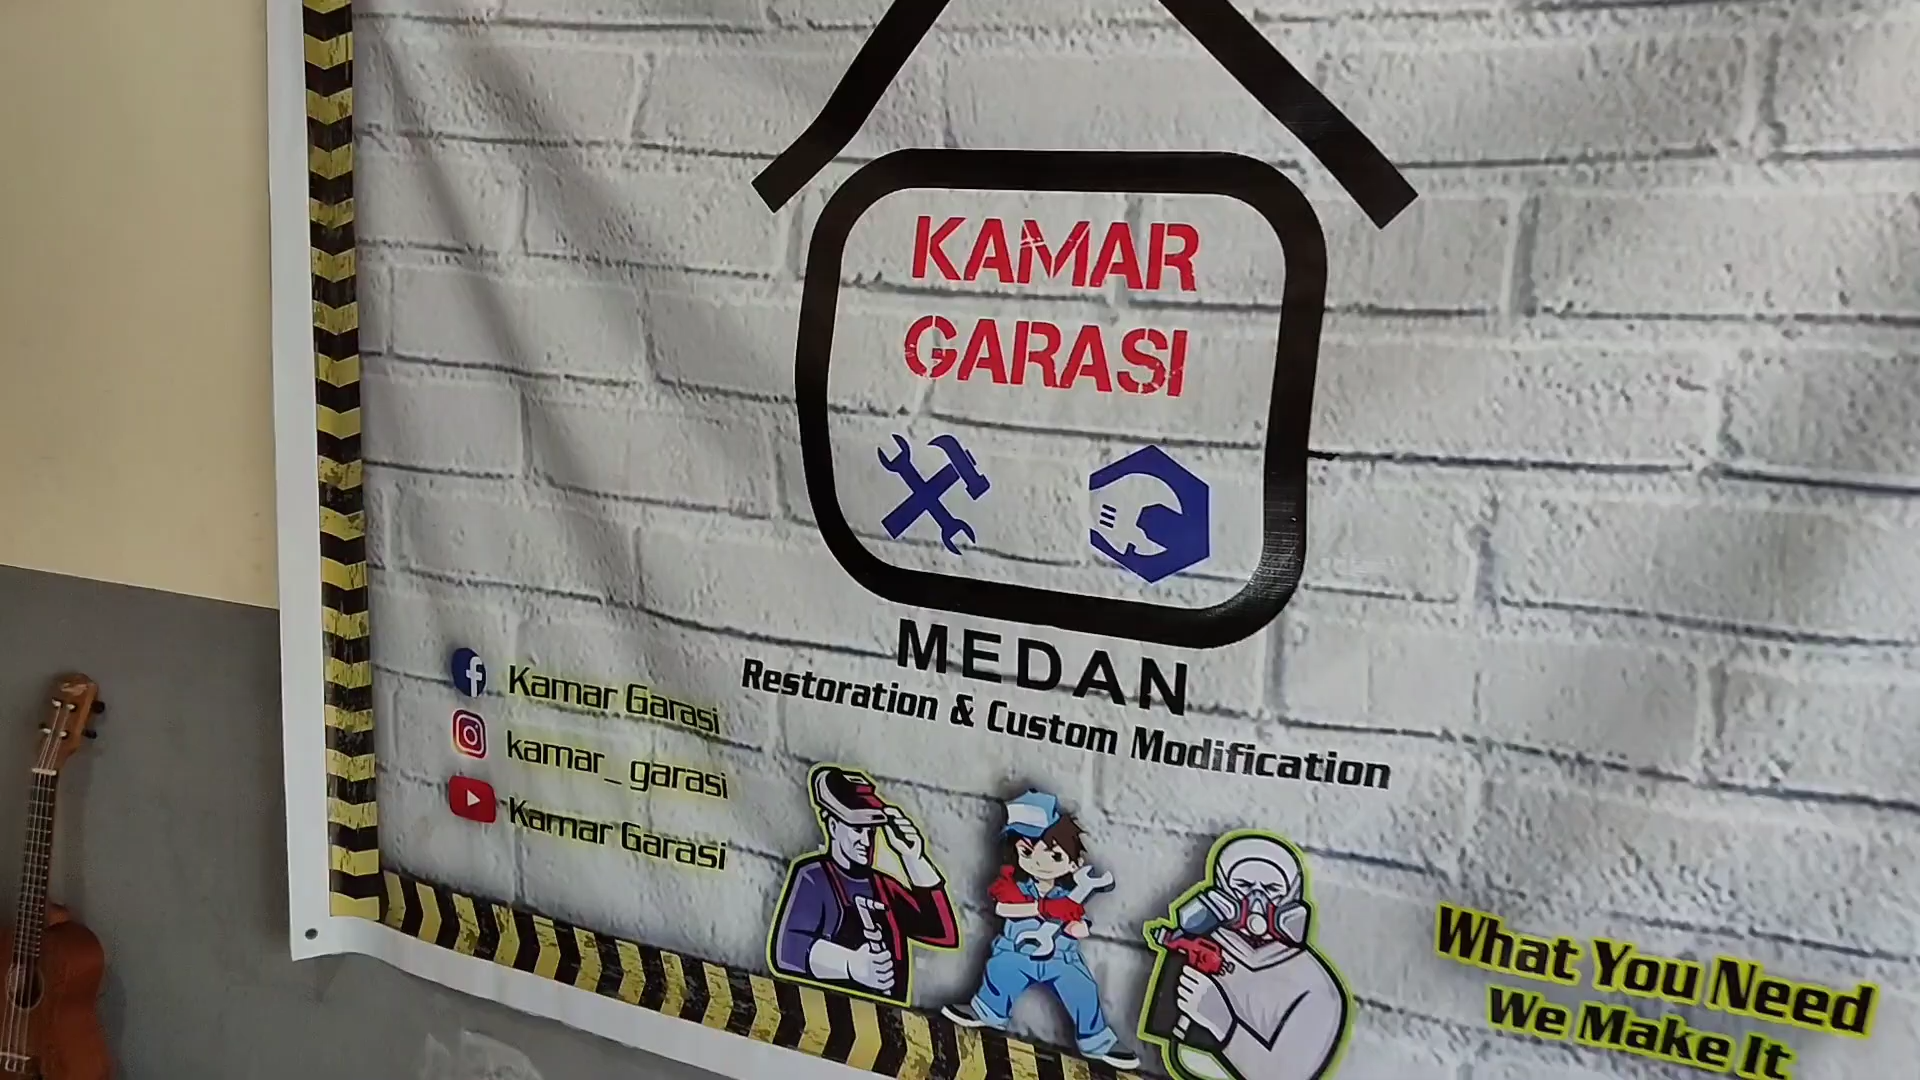 KAMAR
GARASI
MEDAN
Restoration & Custom Modification
Kamar Garasi
kamar_garasi
Kamar Garasi
What You Need
We Make It